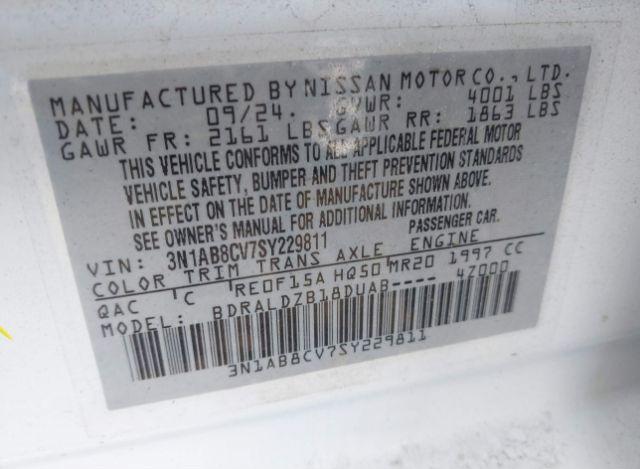 MANUFACTURED BY NISSAN MOTOR CO., LTD.
DATE: 09/24. GVWR: 4001 LBS
GAWR FR: 2161 LBS GAWR RR: 1863 LBS
THIS VEHICLE CONFORMS TO ALL APPLICABLE FEDERAL MOTOR
VEHICLE SAFETY, BUMPER AND THEFT PREVENTION STANDARDS
IN EFFECT ON THE DATE OF MANUFACTURE SHOWN ABOVE.
SEE OWNER'S MANUAL FOR ADDITIONAL INFORMATION.
VIN: 3N1AB8CV7SY229811 PASSENGER CAR.
COLOR TRIM TRANS AXLE ENGINE
QAC C RE0F15A HQ50 MR20 1997 CC
MODEL: BDRALDZB18DUAB---- 4Z000
3N1AB8CV7SY229811